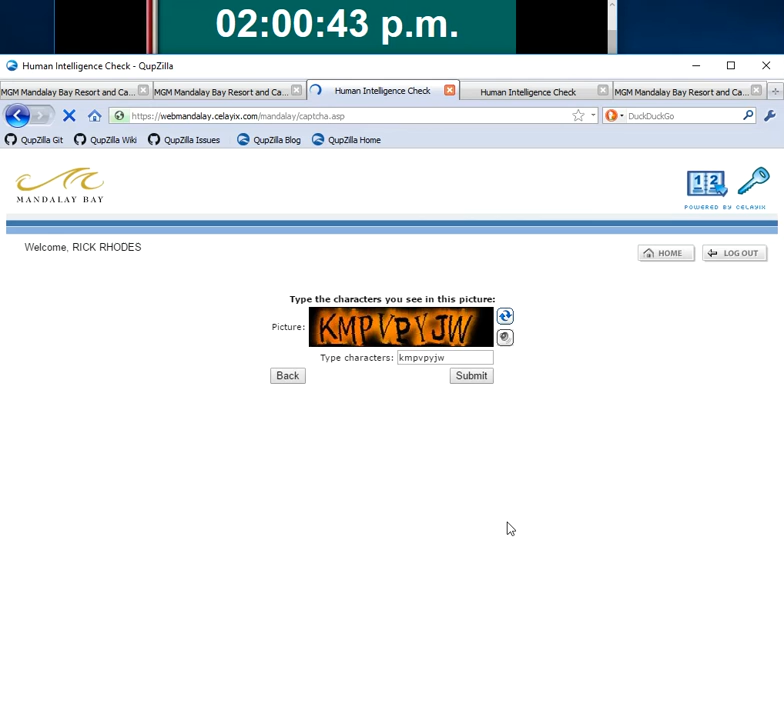 02:00:43 p.m.
Human Intelligence Check - QupZilla
MGM Mandalay Bay Resort and Ca...
MGM Mandalay Bay Resort and Ca...
Human Intelligence Check
Human Intelligence Check
MGM Mandalay Bay Resort and Ca...
https://webmandalay.celayix.com/mandalay/captcha.asp
DuckDuckGo
QupZilla Git
QupZilla Wiki
QupZilla Issues
QupZilla Blog
QupZilla Home
MANDALAY BAY
1 2
POWERED BY CELAYIX
Welcome, RICK RHODES
HOME
LOG OUT
Type the characters you see in this picture:
Picture: KMPVPYJW
Type characters: kmpvpyjw
Back
Submit